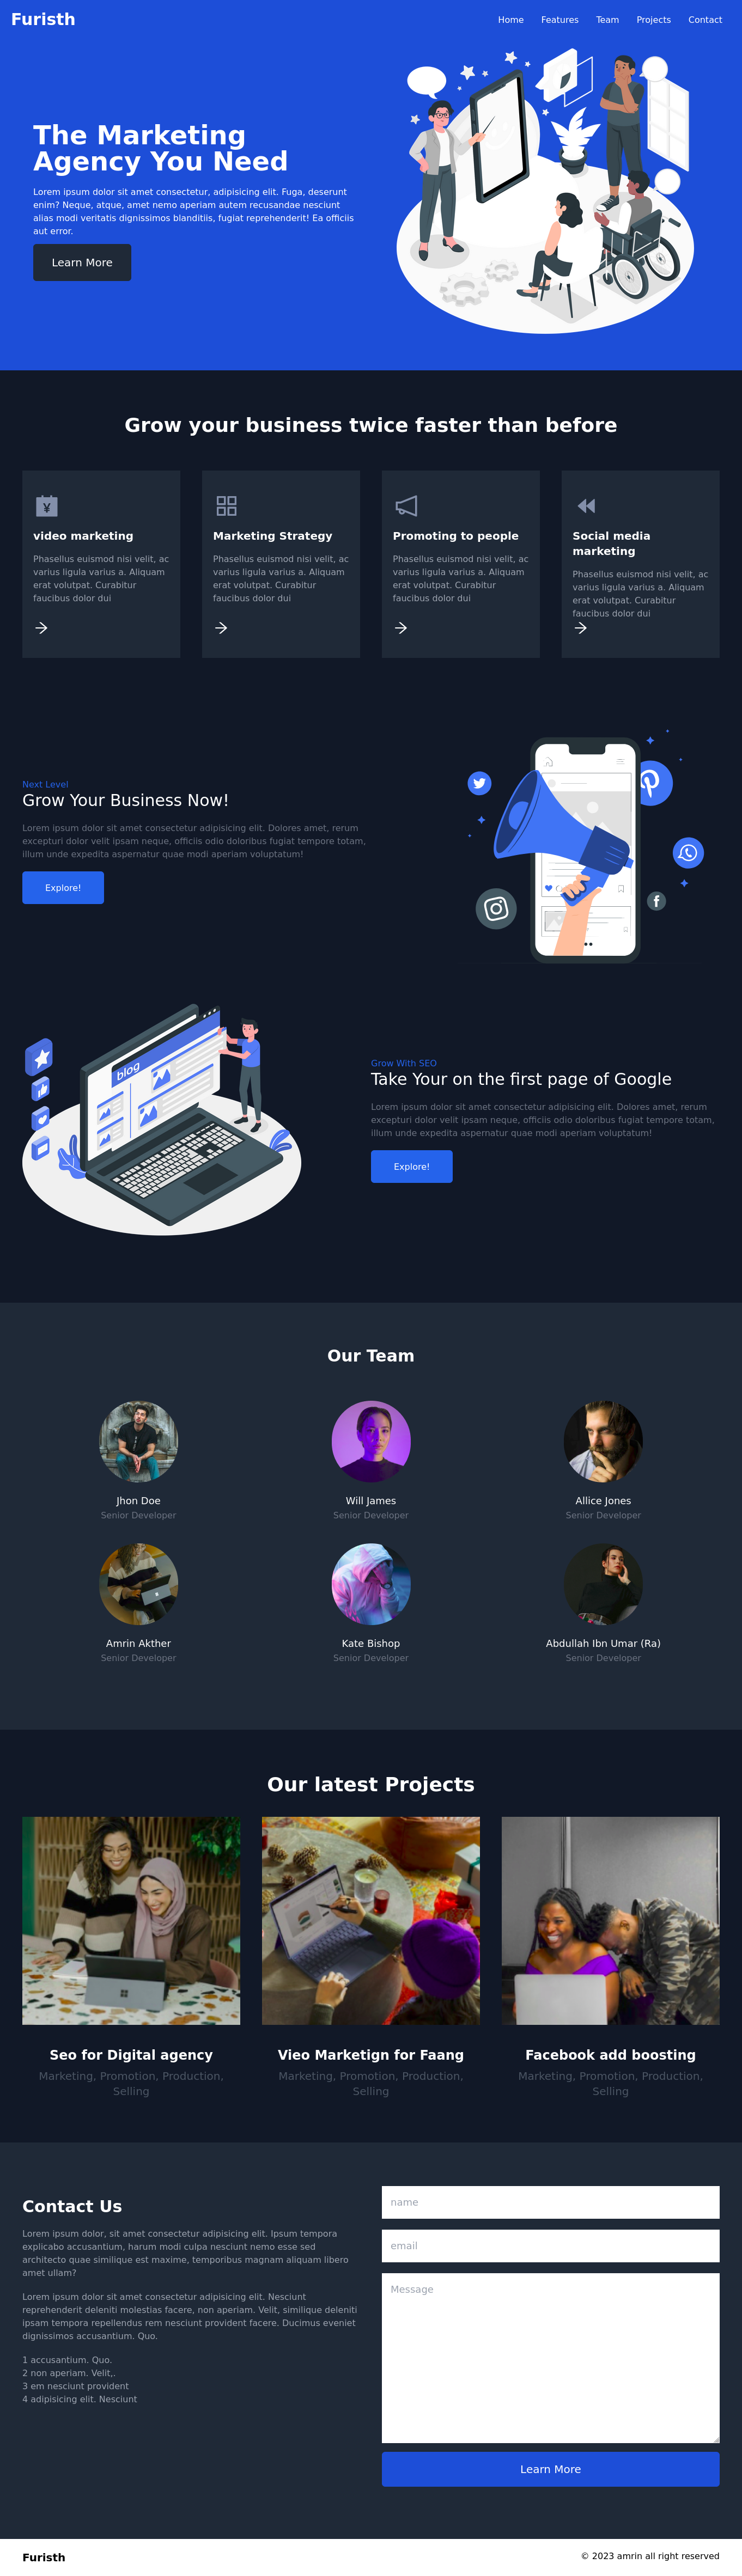 Furisth
Home Features Team Projects Contact
The Marketing
Agency You Need
Lorem ipsum dolor sit amet consectetur, adipisicing elit. Fuga, deserunt
enim? Neque, atque, amet nemo aperiam autem recusandae nesciunt
alias modi veritatis dignissimos blanditiis, fugiat reprehenderit! Ea officiis
aut error.
Learn More
Grow your business twice faster than before
video marketing
Phasellus euismod nisi velit, ac
varius ligula varius a. Aliquam
erat volutpat. Curabitur
faucibus dolor dui
Marketing Strategy
Phasellus euismod nisi velit, ac
varius ligula varius a. Aliquam
erat volutpat. Curabitur
faucibus dolor dui
Promoting to people
Phasellus euismod nisi velit, ac
varius ligula varius a. Aliquam
erat volutpat. Curabitur
faucibus dolor dui
Social media
marketing
Phasellus euismod nisi velit, ac
varius ligula varius a. Aliquam
erat volutpat. Curabitur
faucibus dolor dui
Next Level
Grow Your Business Now!
Lorem ipsum dolor sit amet consectetur adipisicing elit. Dolores amet, rerum
excepturi dolor velit ipsam neque, officiis odio doloribus fugiat tempore totam,
illum unde expedita aspernatur quae modi aperiam voluptatum!
Explore!
blog
Grow With SEO
Take Your on the first page of Google
Lorem ipsum dolor sit amet consectetur adipisicing elit. Dolores amet, rerum
excepturi dolor velit ipsam neque, officiis odio doloribus fugiat tempore totam,
illum unde expedita aspernatur quae modi aperiam voluptatum!
Explore!
Our Team
Jhon Doe
Senior Developer
Will James
Senior Developer
Allice Jones
Senior Developer
Amrin Akther
Senior Developer
Kate Bishop
Senior Developer
Abdullah Ibn Umar (Ra)
Senior Developer
Our latest Projects
Seo for Digital agency
Marketing, Promotion, Production,
Selling
Vieo Marketign for Faang
Marketing, Promotion, Production,
Selling
Facebook add boosting
Marketing, Promotion, Production,
Selling
Contact Us
Lorem ipsum dolor, sit amet consectetur adipisicing elit. Ipsum tempora
explicabo accusantium, harum modi culpa nesciunt nemo esse sed
architecto quae similique est maxime, temporibus magnam aliquam libero
amet ullam?
Lorem ipsum dolor sit amet consectetur adipisicing elit. Nesciunt
reprehenderit deleniti molestias facere, non aperiam. Velit, similique deleniti
ipsam tempora repellendus rem nesciunt provident facere. Ducimus eveniet
dignissimos accusantium. Quo.
1 accusantium. Quo.
2 non aperiam. Velit,.
3 em nesciunt provident
4 adipisicing elit. Nesciunt
name
email
Message
Learn More
Furisth
© 2023 amrin all right reserved